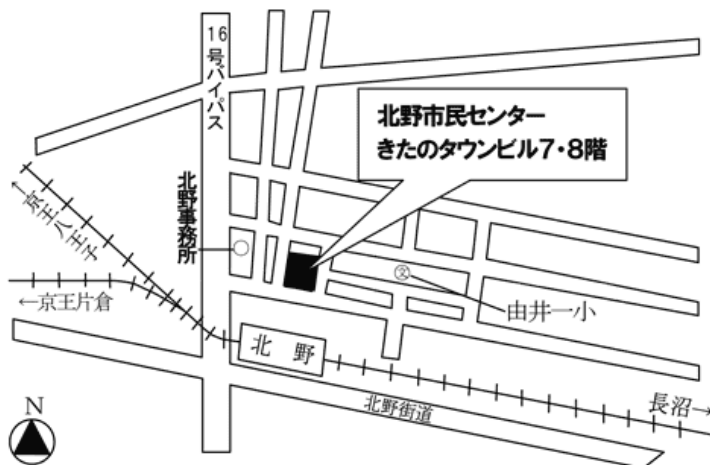 16号バイパス
北野市民センター
きたのタウンビル7・8階
北野事務所
←京王八王子
←京王片倉
文
由井一小
北野
長沼→
北野街道
N